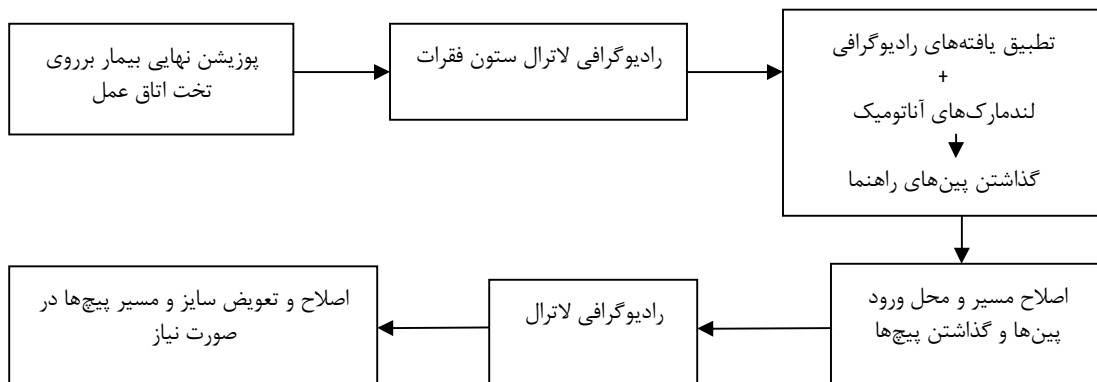 پوزیشن نهایی بیمار برروی
تخت اتاق عمل
رادیوگرافی لاترال ستون فقرات
تطبیق یافته‌های رادیوگرافی
+
لندمارک‌های آناتومیک
گذاشتن پین‌های راهنما
اصلاح مسیر و محل ورود
پین‌ها و گذاشتن پیچ‌ها
رادیوگرافی لاترال
اصلاح و تعویض سایز و مسیر پیچ‌ها در
صورت نیاز